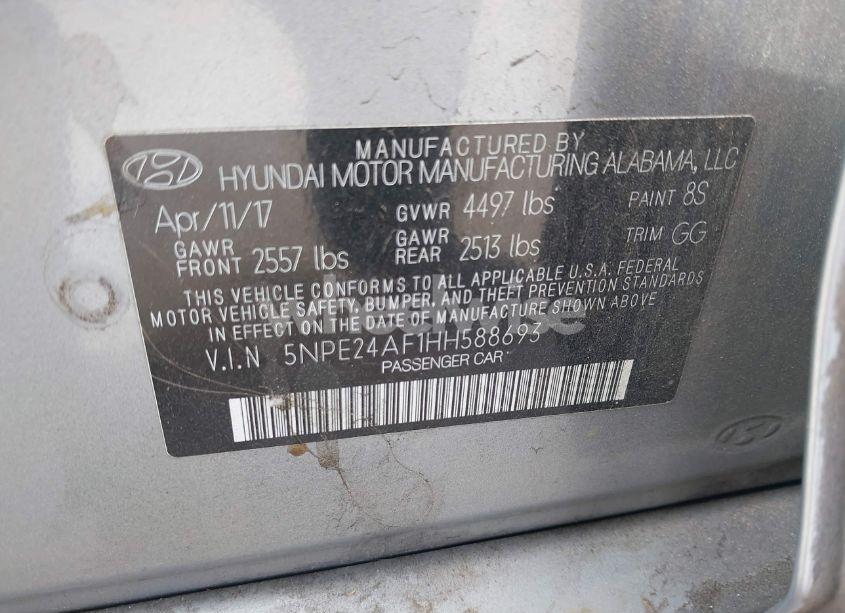 MANUFACTURED BY
HYUNDAI MOTOR MANUFACTURING ALABAMA, LLC
Apr/11/17 GVWR 4497 lbs PAINT 8S
GAWR FRONT 2557 lbs GAWR REAR 2513 lbs TRIM GG
THIS VEHICLE CONFORMS TO ALL APPLICABLE U.S.A. FEDERAL
MOTOR VEHICLE SAFETY, BUMPER, AND THEFT PREVENTION STANDARDS
IN EFFECT ON THE DATE OF MANUFACTURE SHOWN ABOVE
V.I.N 5NPE24AF1HH588693
PASSENGER CAR